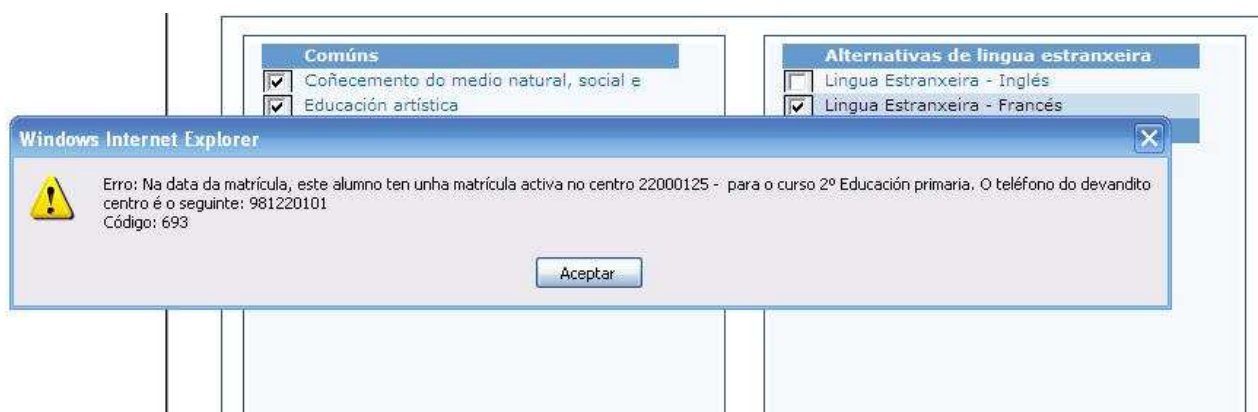 Comúns
Coñecemento do medio natural, social e
Educación artística
Alternativas de lingua estranxeira
Lingua Estranxeira - Inglés
Lingua Estranxeira - Francés
Windows Internet Explorer
Erro: Na data da matrícula, este alumno ten unha matrícula activa no centro 22000125 - para o curso 2º Educación primaria. O teléfono do devandito
centro é o seguinte: 981220101
Código: 693
Aceptar